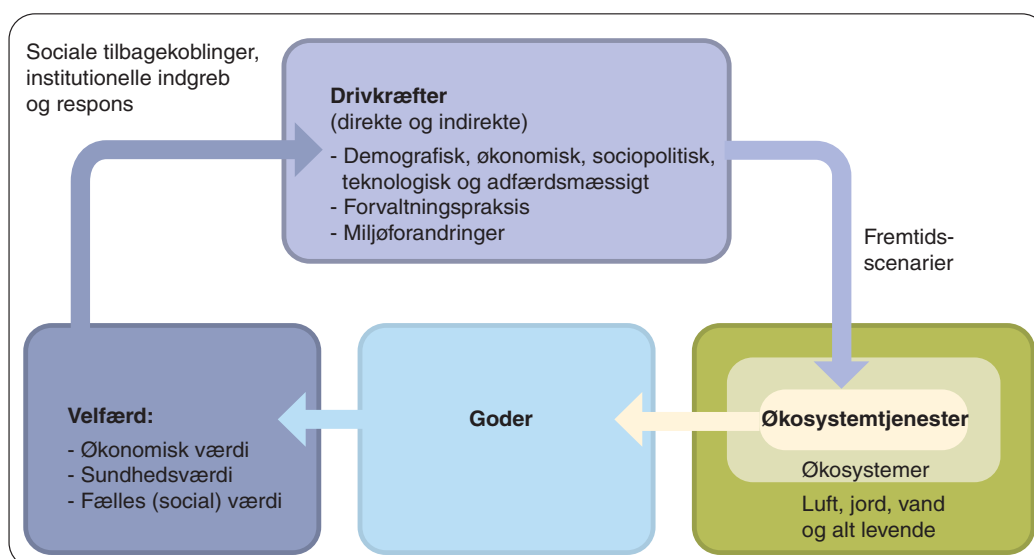 Sociale tilbagekoblinger,
institutionelle indgreb
og respons
Drivkræfter
(direkte og indirekte)
- Demografisk, økonomisk, sociopolitisk,
teknologisk og adfærdsmæssigt
- Forvaltningspraksis
- Miljøforandringer
Fremtids-
scenarier
Velfærd:
- Økonomisk værdi
- Sundhedsværdi
- Fælles (social) værdi
Goder
Økosystemtjenester
Økosystemer
Luft, jord, vand
og alt levende